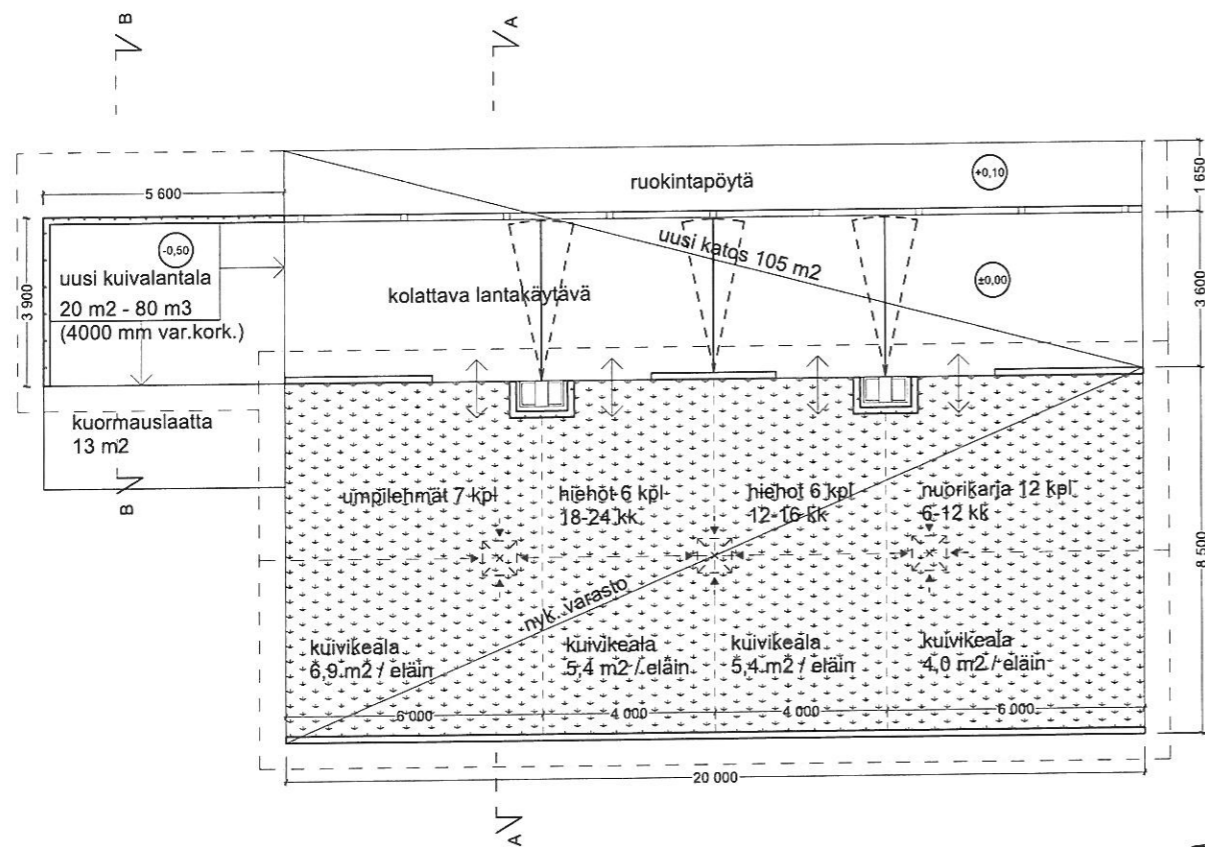 B
A
5 600
ruokintapöytä
+0,10
1 650
-0,50
uusi kuivalantala
20 m2 - 80 m3
(4000 mm var.kork.)
3 900
kolattava lantakäytävä
uusi katos 105 m2
±0,00
3 600
kuormauslaatta
13 m2
B
umpilehmät 7 kpl
hiehot 6 kpl
18-24 kk
hiehot 6 kpl
12-16 kk
nuorikarja 12 kpl
6-12 kk
8 500
nyk. varasto
kuivikeala
6,9 m2 / eläin
kuivikeala
5,4 m2 / eläin
kuivikeala
5,4 m2 / eläin
kuivikeala
4,0 m2 / eläin
6 000
4 000
4 000
6 000
20 000
A